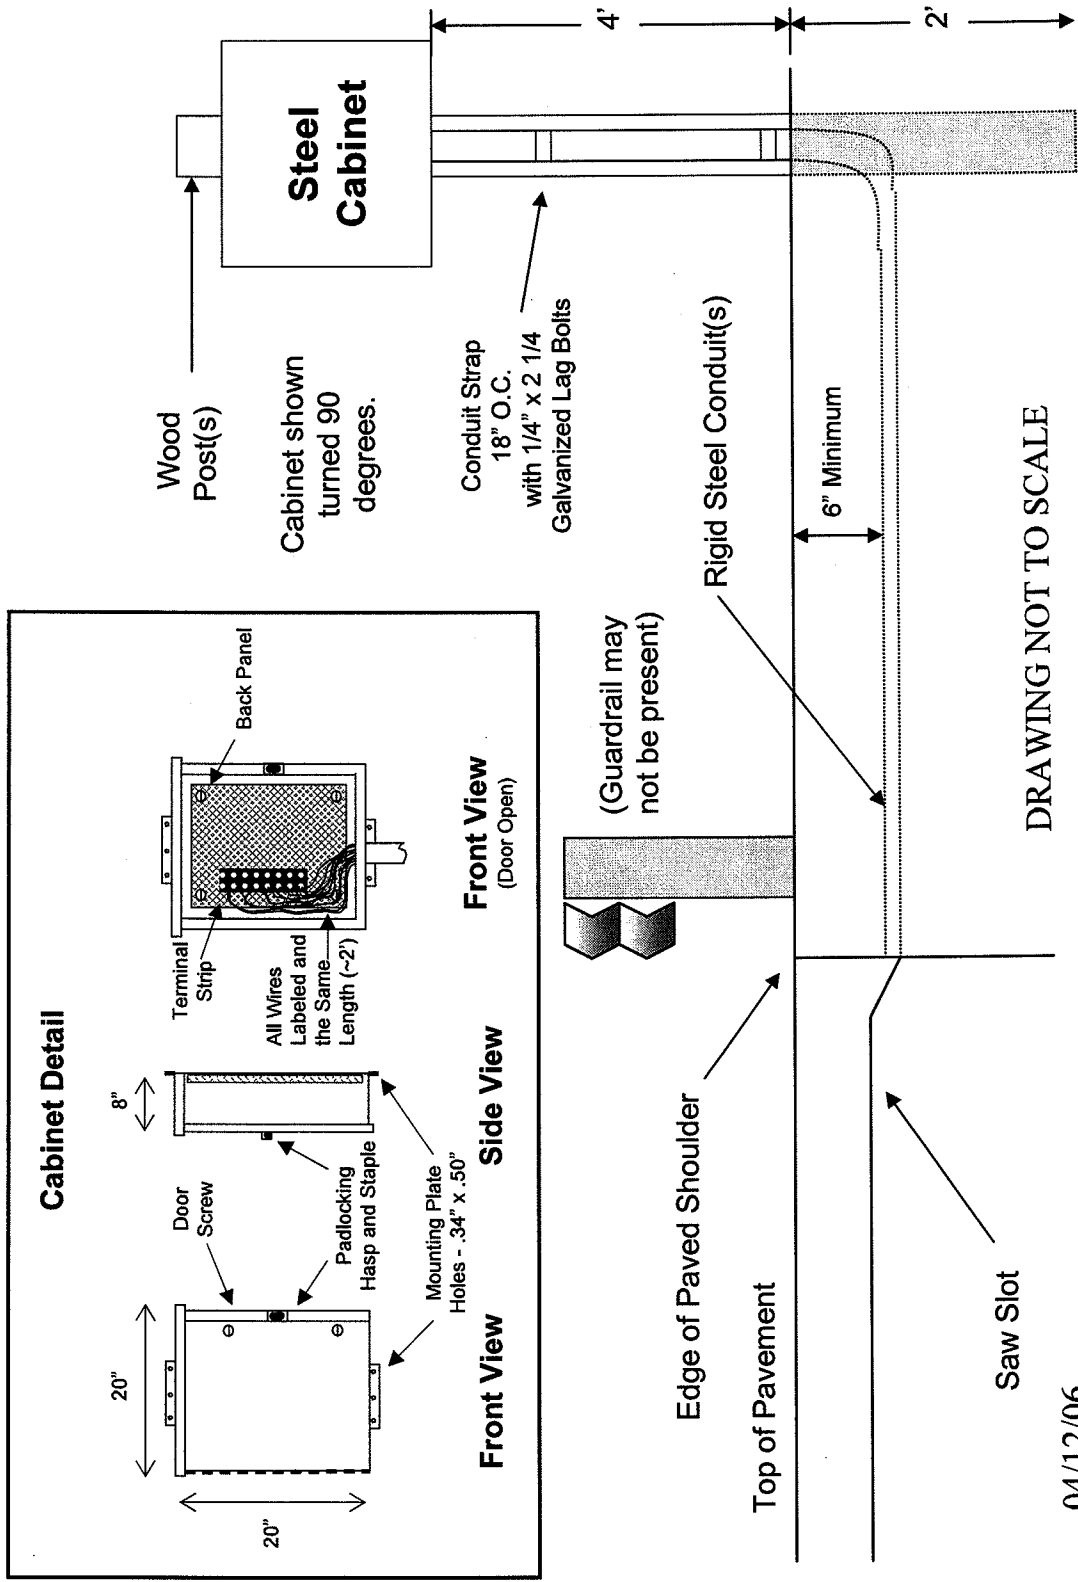 Cabinet Detail
20"
20"
Door
Screw
Padlocking
Hasp and Staple
Mounting Plate
Holes - .34" x .50"
Front View
8"
Side View
Terminal
Strip
All Wires
Labeled and
the Same
Length (~2')
Back Panel
Front View
(Door Open)
Wood
Post(s)
Cabinet shown
turned 90
degrees.
Steel
Cabinet
Conduit Strap
18" O.C.
with 1/4" x 2 1/4
Galvanized Lag Bolts
4'
2'
(Guardrail may
not be present)
Rigid Steel Conduit(s)
6" Minimum
Edge of Paved Shoulder
Top of Pavement
Saw Slot
DRAWING NOT TO SCALE
04/12/06